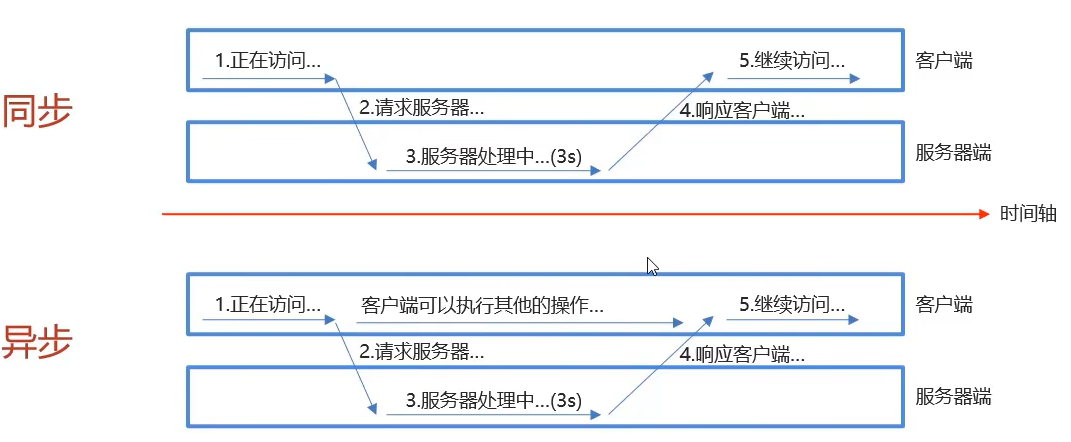 1.正在访问...
5.继续访问...
客户端
同步
2.请求服务器...
4.响应客户端...
3.服务器处理中...(3s)
服务器端
时间轴
1.正在访问...
客户端可以执行其他的操作...
5.继续访问...
客户端
异步
2.请求服务器...
4.响应客户端...
3.服务器处理中...(3s)
服务器端